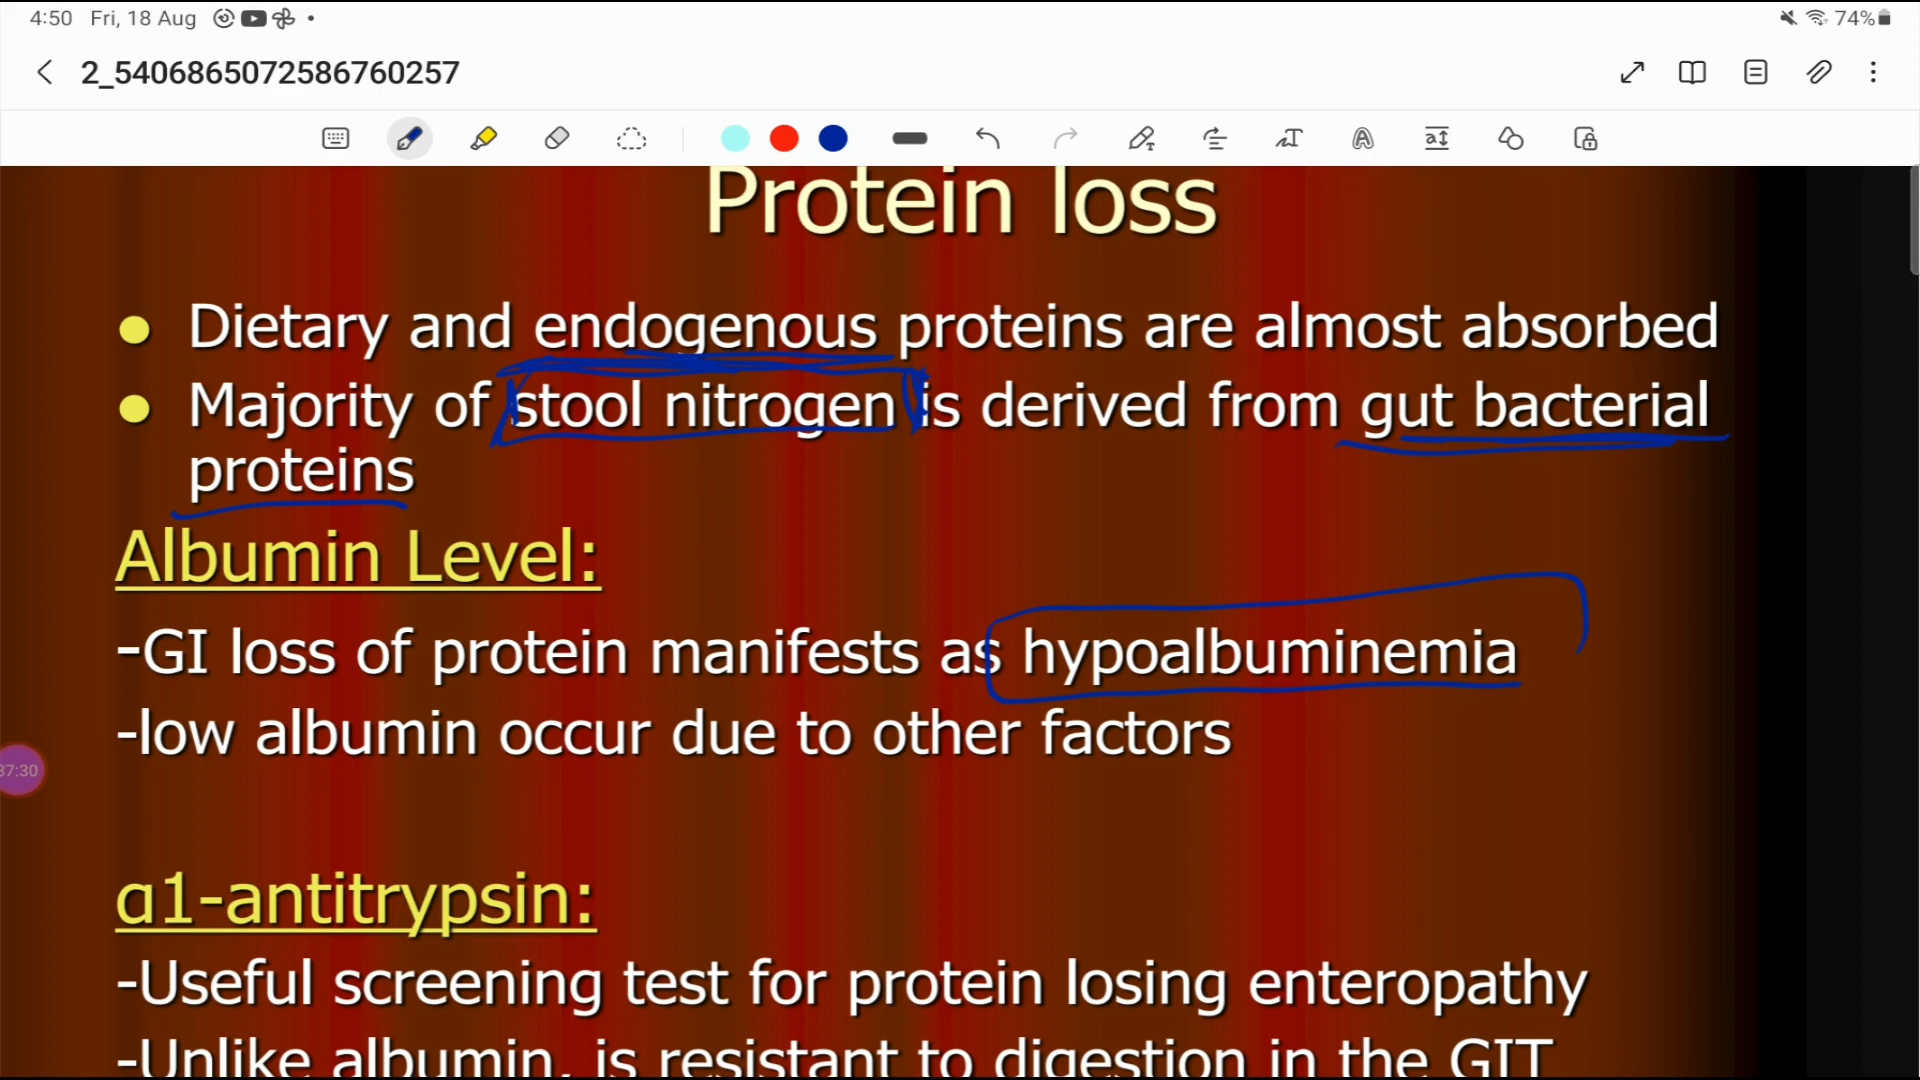 4:50 Fri, 18 Aug
74%
2_5406865072586760257
Protein loss
Dietary and endogenous proteins are almost absorbed
Majority of stool nitrogen is derived from gut bacterial
proteins
Albumin Level:
-GI loss of protein manifests as hypoalbuminemia
-low albumin occur due to other factors
37:30
α1-antitrypsin:
-Useful screening test for protein losing enteropathy
-Unlike albumin, is resistant to digestion in the GIT